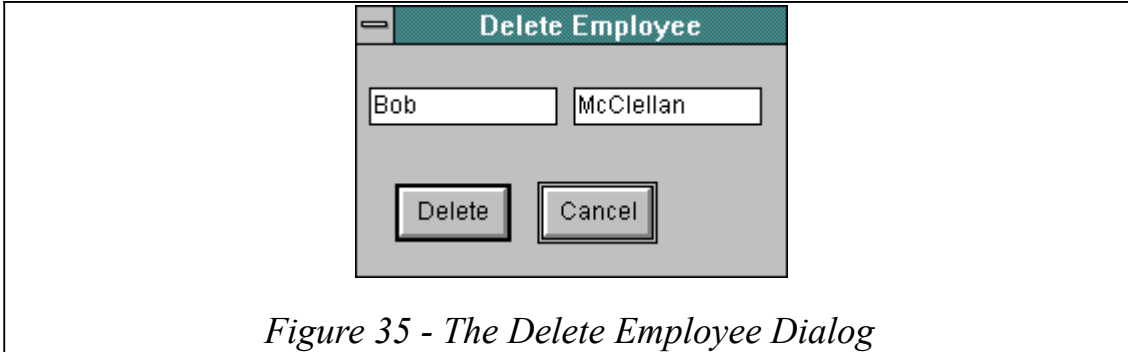 Delete Employee
Bob McClellan
Delete Cancel
Figure 35 - The Delete Employee Dialog